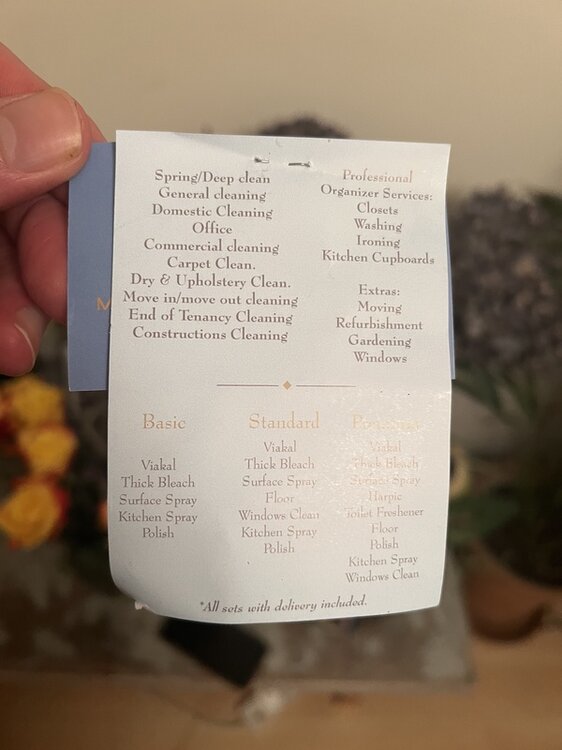 Spring/Deep clean
General cleaning
Domestic Cleaning
Office
Commercial cleaning
Carpet Clean.
Dry & Upholstery Clean.
Move in/move out cleaning
End of Tenancy Cleaning
Constructions Cleaning
Professional
Organizer Services:
Closets
Washing
Ironing
Kitchen Cupboards
Extras:
Moving
Refurbishment
Gardening
Windows
Basic
Viakal
Thick Bleach
Surface Spray
Kitchen Spray
Polish
Standard
Viakal
Thick Bleach
Surface Spray
Floor
Windows Clean
Kitchen Spray
Polish
Viakal
Thick Bleach
Surface Spray
Harpic
Toilet Freshener
Floor
Polish
Kitchen Spray
Windows Clean
*All sets with delivery included.
M